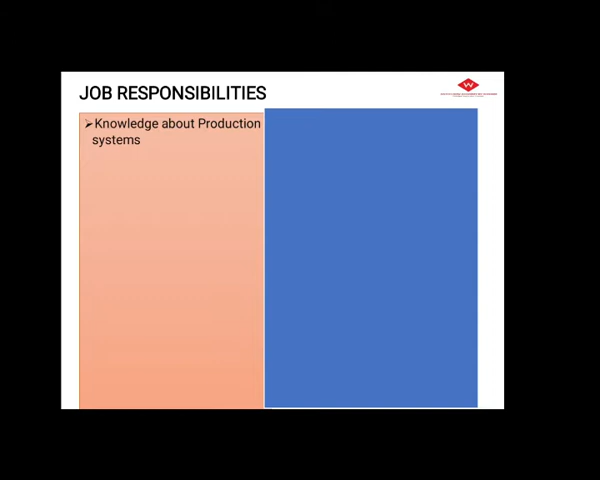 JOB RESPONSIBILITIES
W
➢Knowledge about Production
systems